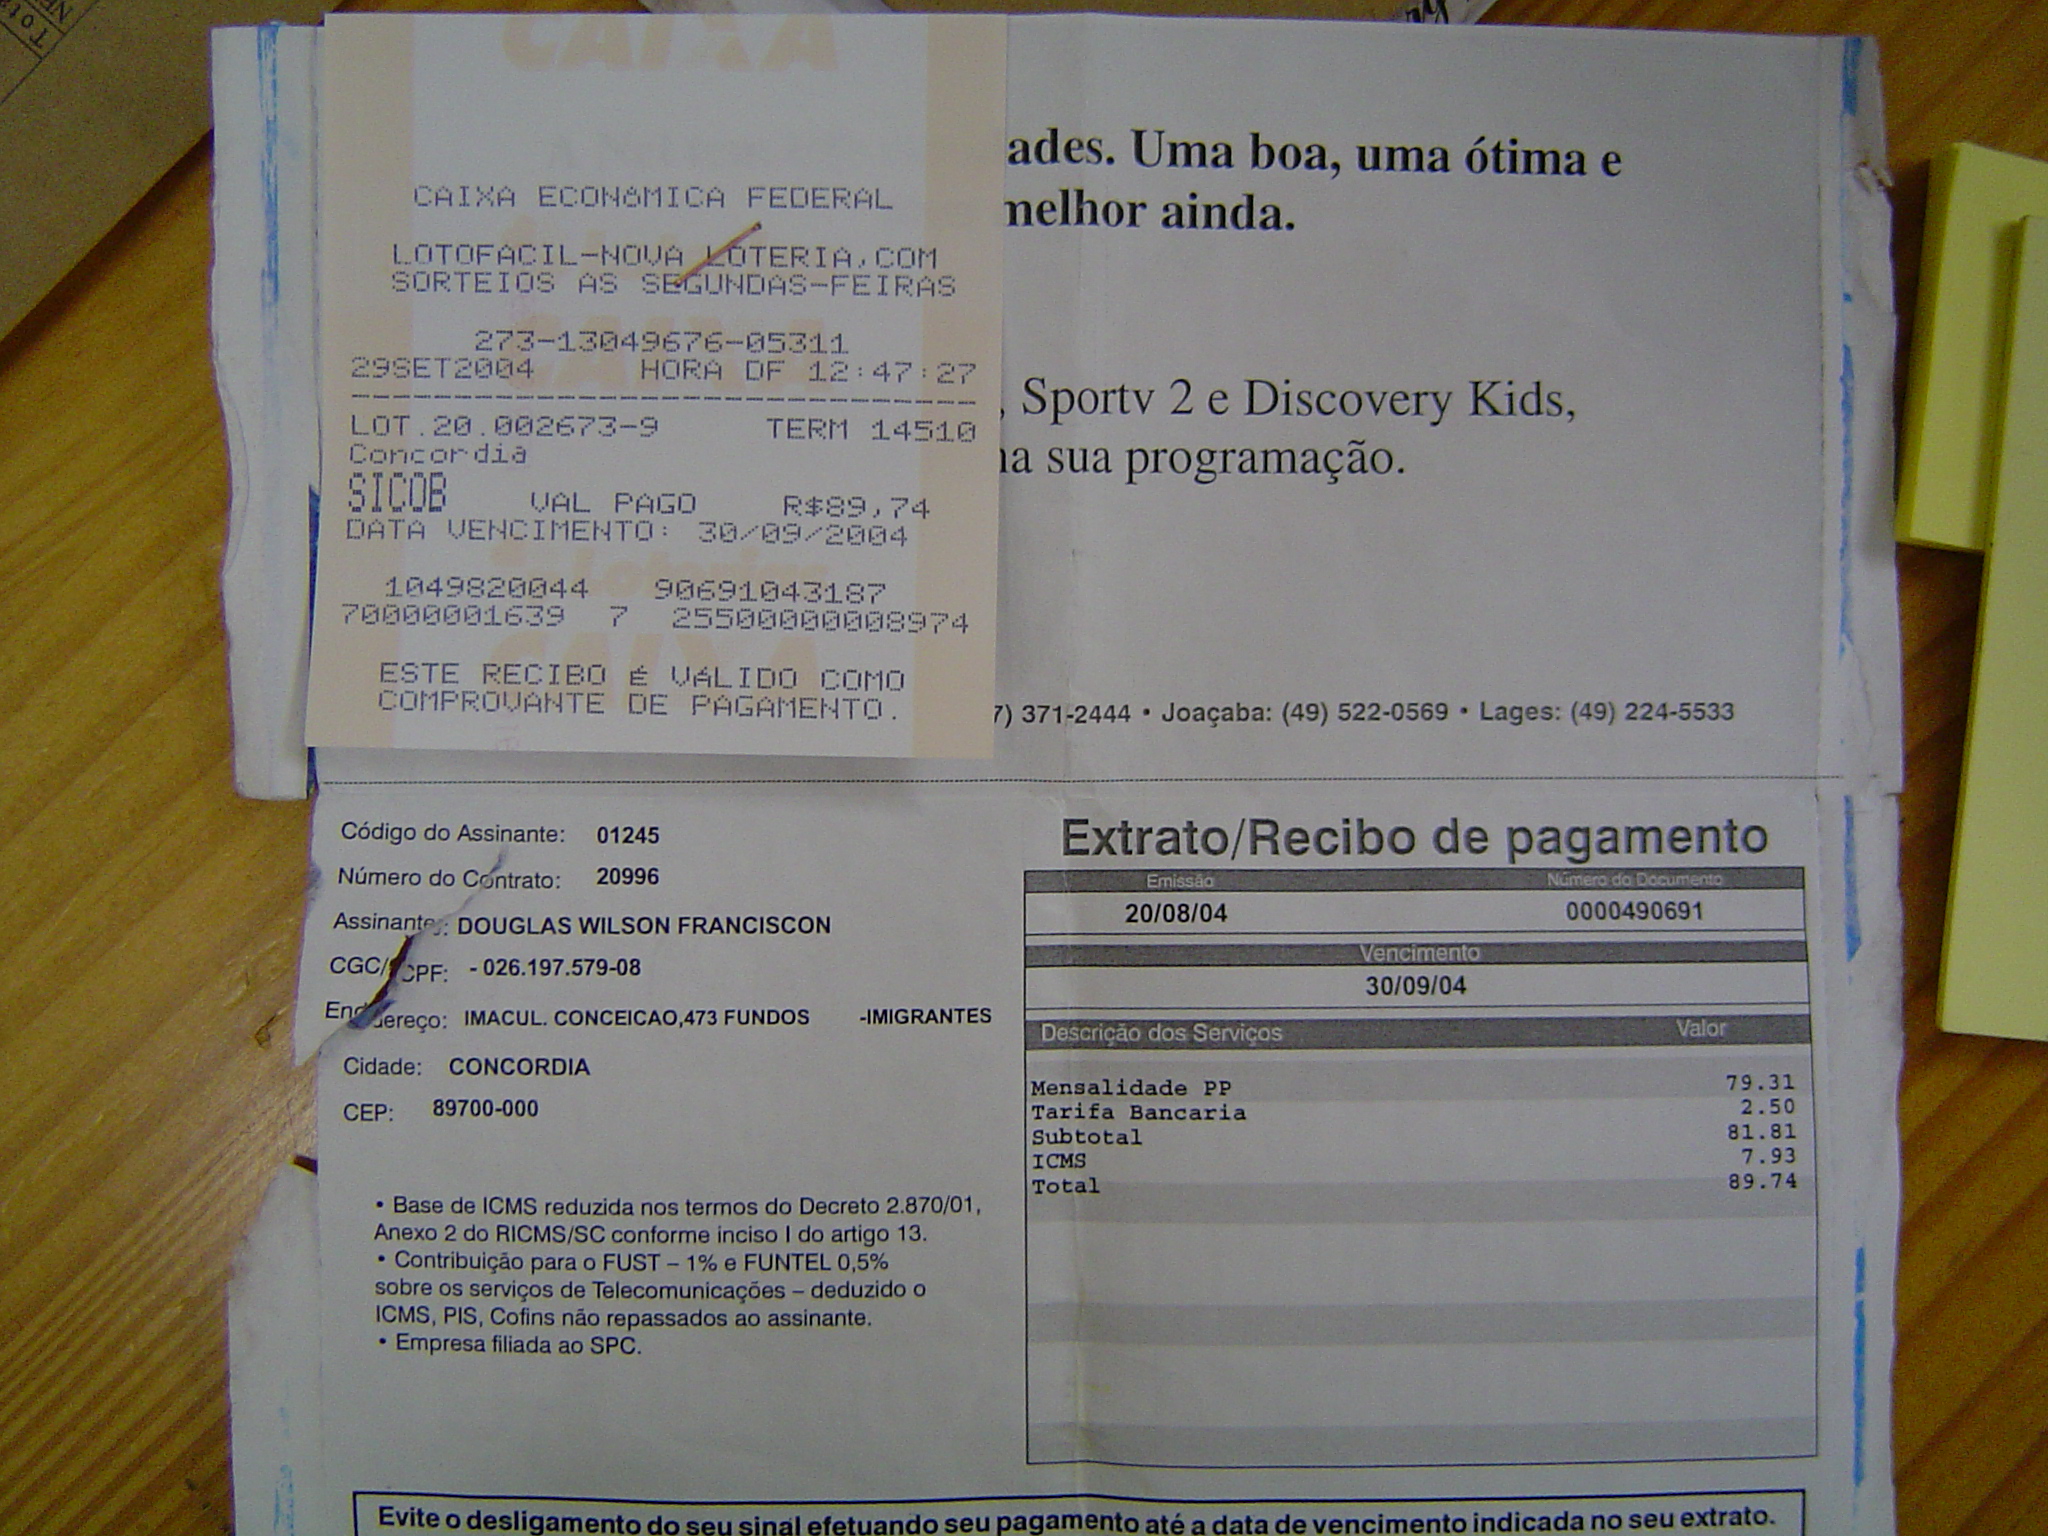 CAIXA
CAIXA ECONôMICA FEDERAL
LOTOFACIL-NOVA LOTERIA,COM
SORTEIOS AS SEGUNDAS-FEIRAS
273-13049676-05311
29SET2004 HORA DF 12:47:27
LOT.20.002673-9 TERM 14510
Concordia
SICOB VAL PAGO R$89,74
DATA VENCIMENTO: 30/09/2004
1049820044 90691043187
70000001639 7 25500000008974
ESTE RECIBO É VÁLIDO COMO
COMPROVANTE DE PAGAMENTO.
ades. Uma boa, uma ótima e
melhor ainda.
, Sportv 2 e Discovery Kids,
na sua programação.
7) 371-2444 • Joaçaba: (49) 522-0569 • Lages: (49) 224-5533
Código do Assinante: 01245
Número do Contrato: 20996
Assinante: DOUGLAS WILSON FRANCISCON
CGC/CPF: - 026.197.579-08
Endereço: IMACUL. CONCEICAO,473 FUNDOS -IMIGRANTES
Cidade: CONCORDIA
CEP: 89700-000
• Base de ICMS reduzida nos termos do Decreto 2.870/01,
Anexo 2 do RICMS/SC conforme inciso I do artigo 13.
• Contribuição para o FUST – 1% e FUNTEL 0,5%
sobre os serviços de Telecomunicações – deduzido o
ICMS, PIS, Cofins não repassados ao assinante.
• Empresa filiada ao SPC.
Extrato/Recibo de pagamento
Emissão Número do Documento
20/08/04 0000490691
Vencimento
30/09/04
Descrição dos Serviços Valor
Mensalidade PP 79.31
Tarifa Bancaria 2.50
Subtotal 81.81
ICMS 7.93
Total 89.74
Evite o desligamento do seu sinal efetuando seu pagamento até a data de vencimento indicada no seu extrato.